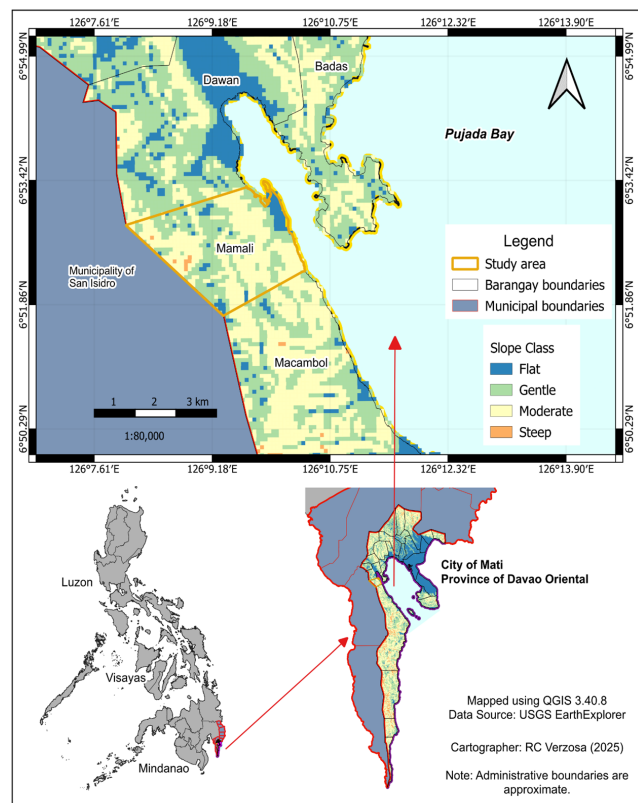 126°7.61'E 126°9.18'E 126°10.75'E 126°12.32'E 126°13.90'E
6°54.99'N
6°54.99'N
Badas
Dawan
Pujada Bay
6°53.42'N
6°53.42'N
Mamali
Municipality of
San Isidro
Legend
Study area
Barangay boundaries
Municipal boundaries
6°51.86'N
6°51.86'N
Macambol
Slope Class
Flat
Gentle
Moderate
Steep
1 2 3 km
1:80,000
6°50.29'N
6°50.29'N
126°7.61'E 126°9.18'E 126°10.75'E 126°12.32'E 126°13.90'E
Luzon
City of Mati
Province of Davao Oriental
Visayas
Mindanao
Mapped using QGIS 3.40.8
Data Source: USGS EarthExplorer
Cartographer: RC Verzosa (2025)
Note: Administrative boundaries are
approximate.